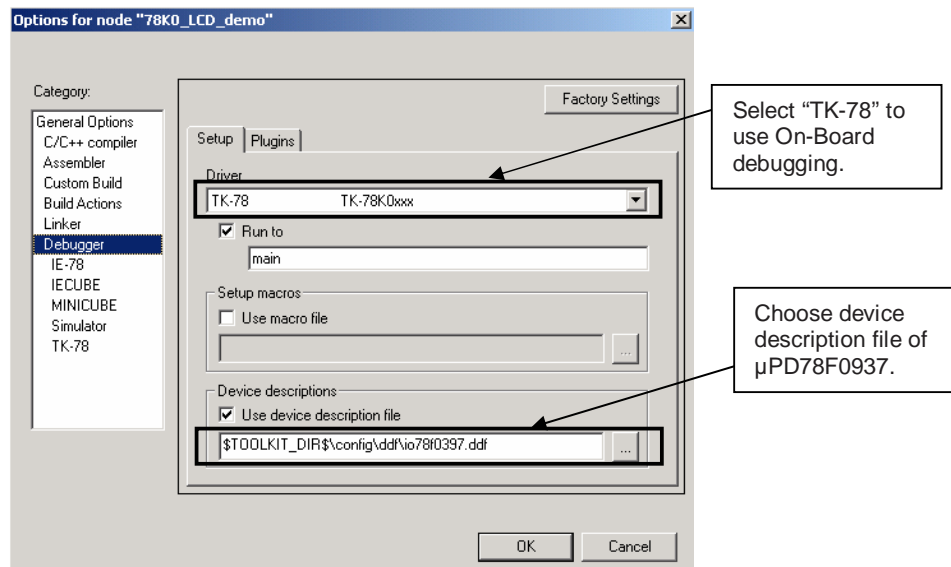 Options for node "78K0_LCD_demo"
Category:
General Options
C/C++ compiler
Assembler
Custom Build
Build Actions
Linker
Debugger
IE-78
IECUBE
MINICUBE
Simulator
TK-78
Factory Settings
Setup
Plugins
Driver
TK-78 TK-78K0xxx
Run to
main
Setup macros
Use macro file
...
Device descriptions
Use device description file
$TOOLKIT_DIR$\config\ddf\io78f0397.ddf
...
OK
Cancel
Select “TK-78” to
use On-Board
debugging.
Choose device
description file of
µPD78F0937.